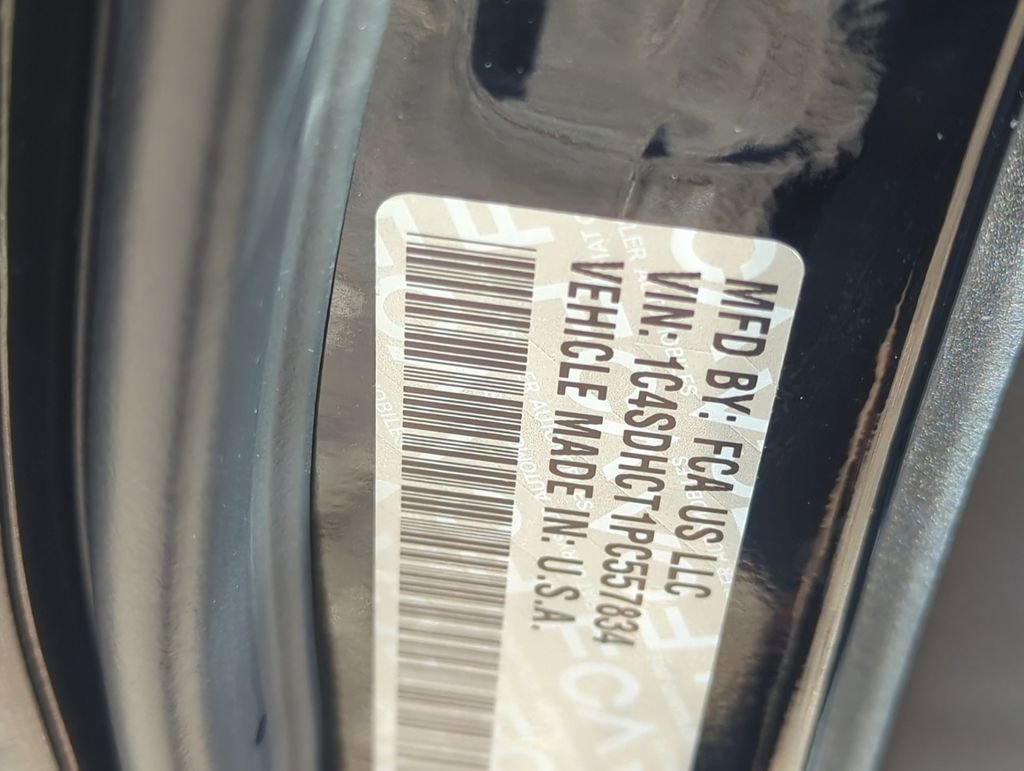 MFD BY: FCA US LLC
VIN: 1C4SDHCT1PC557834
VEHICLE MADE IN: U.S.A.